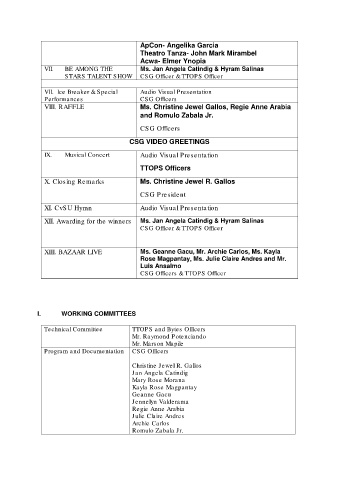 ApCon- Angelika Garcia
Theatro Tanza- John Mark Mirambel
Acwa- Elmer Ynopia
VII. BE AMONG THE STARS TALENT SHOW
Ms. Jan Angela Catindig & Hyram Salinas
CSG Officer & TTOPS Officer
VII. Ice Breaker & Special Performances
Audio Visual Presentation
CSG Officers
VIII. RAFFLE
Ms. Christine Jewel Gallos, Regie Anne Arabia
and Romulo Zabala Jr.
CSG Officers
CSG VIDEO GREETINGS
IX. Musical Concert
Audio Visual Presentation
TTOPS Officers
X. Closing Remarks
Ms. Christine Jewel R. Gallos
CSG President
XI. CvSU Hymn
Audio Visual Presentation
XII. Awarding for the winners
Ms. Jan Angela Catindig & Hyram Salinas
CSG Officer & TTOPS Officer
XIII. BAZAAR LIVE
Ms. Geanne Gacu, Mr. Archie Carlos, Ms. Kayla
Rose Magpantay, Ms. Julie Claire Andres and Mr.
Luis Ansalmo
CSG Officers & TTOPS Officer
I. WORKING COMMITTEES
Technical Committee
TTOPS and Bytes Officers
Mr. Raymond Potenciando
Mr. Marson Maple
Program and Documentation
CSG Officers
Christine Jewel R. Gallos
Jan Angela Catindig
Mary Rose Morana
Kayla Rose Magpantay
Geanne Gacu
Jennelyn Valderama
Regie Anne Arabia
Julie Claire Andres
Archie Carlos
Romulo Zabala Jr.